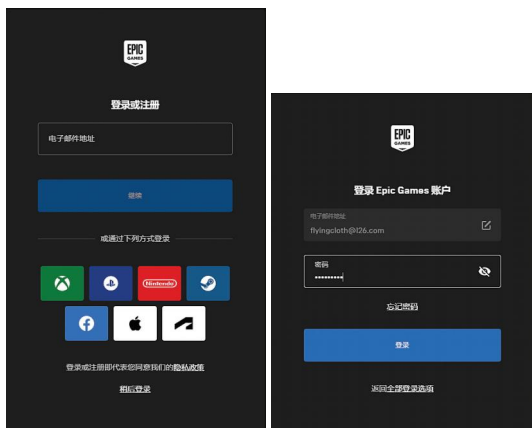 EPIC
GAMES
登录或注册
电子邮件地址
继续
或通过下列方式登录
Nintendo
登录或注册即代表您同意我们的隐私政策
稍后登录
EPIC
GAMES
登录 Epic Games 账户
电子邮件地址
flyingcloth@l26.com
密码
•••••••••
忘记密码
登录
返回全部登录选项